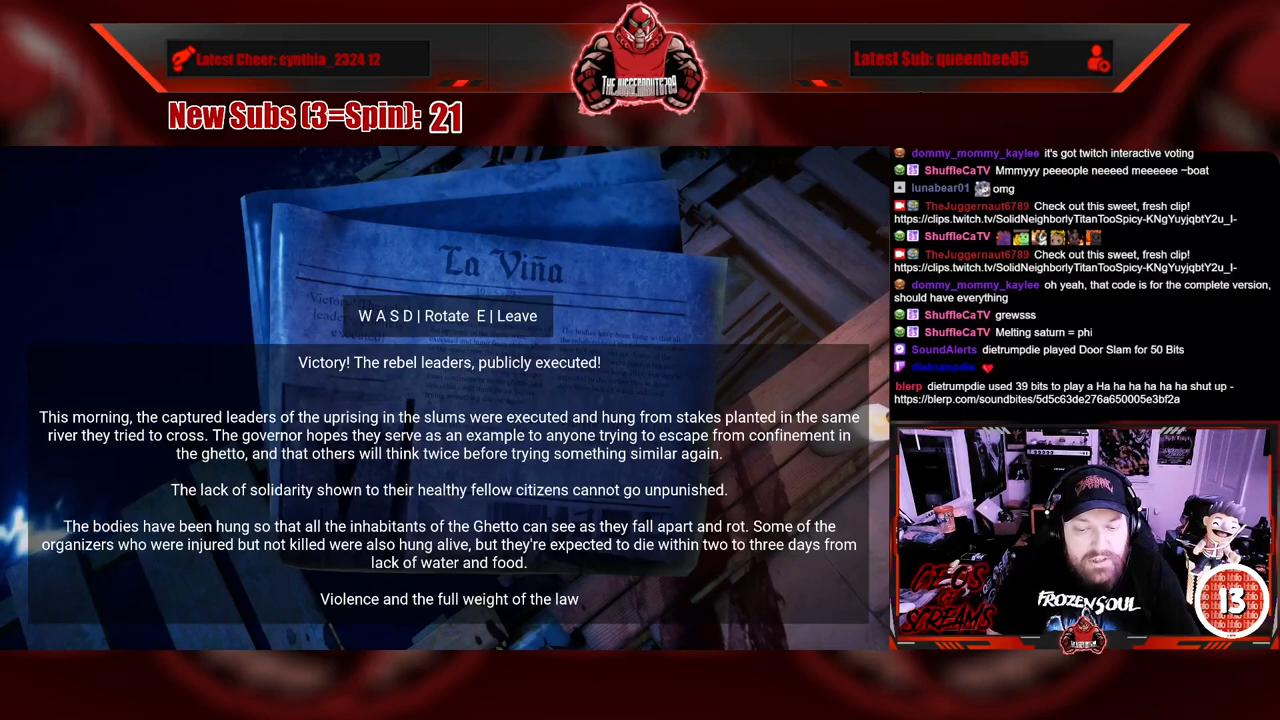 Latest Cheer: cynthia_2324 12
THEJUGGERNAUT6789
Latest Sub: queenbee85
New Subs (3=Spin): 21
La Viña
W A S D | Rotate E | Leave
Victory! The rebel leaders, publicly executed!
This morning, the captured leaders of the uprising in the slums were executed and hung from stakes planted in the same
river they tried to cross. The governor hopes they serve as an example to anyone trying to escape from confinement in
the ghetto, and that others will think twice before trying something similar again.
The lack of solidarity shown to their healthy fellow citizens cannot go unpunished.
The bodies have been hung so that all the inhabitants of the Ghetto can see as they fall apart and rot. Some of the
organizers who were injured but not killed were also hung alive, but they're expected to die within two to three days from
lack of water and food.
Violence and the full weight of the law
dommy_mommy_kaylee it's got twitch interactive voting
ShuffleCaTV Mmmyyy peeeople neeeed meeeeee ~boat
lunabear01 omg
TheJuggernaut6789 Check out this sweet, fresh clip!
https://clips.twitch.tv/SolidNeighborlyTitanTooSpicy-KNgYuyjqbtY2u_I-
ShuffleCaTV
TheJuggernaut6789 Check out this sweet, fresh clip!
https://clips.twitch.tv/SolidNeighborlyTitanTooSpicy-KNgYuyjqbtY2u_I-
dommy_mommy_kaylee oh yeah, that code is for the complete version,
should have everything
ShuffleCaTV grewsss
ShuffleCaTV Melting saturn = phi
SoundAlerts dietrumpdie played Door Slam for 50 Bits
dietrumpdie
blerp dietrumpdie used 39 bits to play a Ha ha ha ha ha ha shut up -
https://blerp.com/soundbites/5d5c63de276a650005e3bf2a
FROZEN SOUL
13